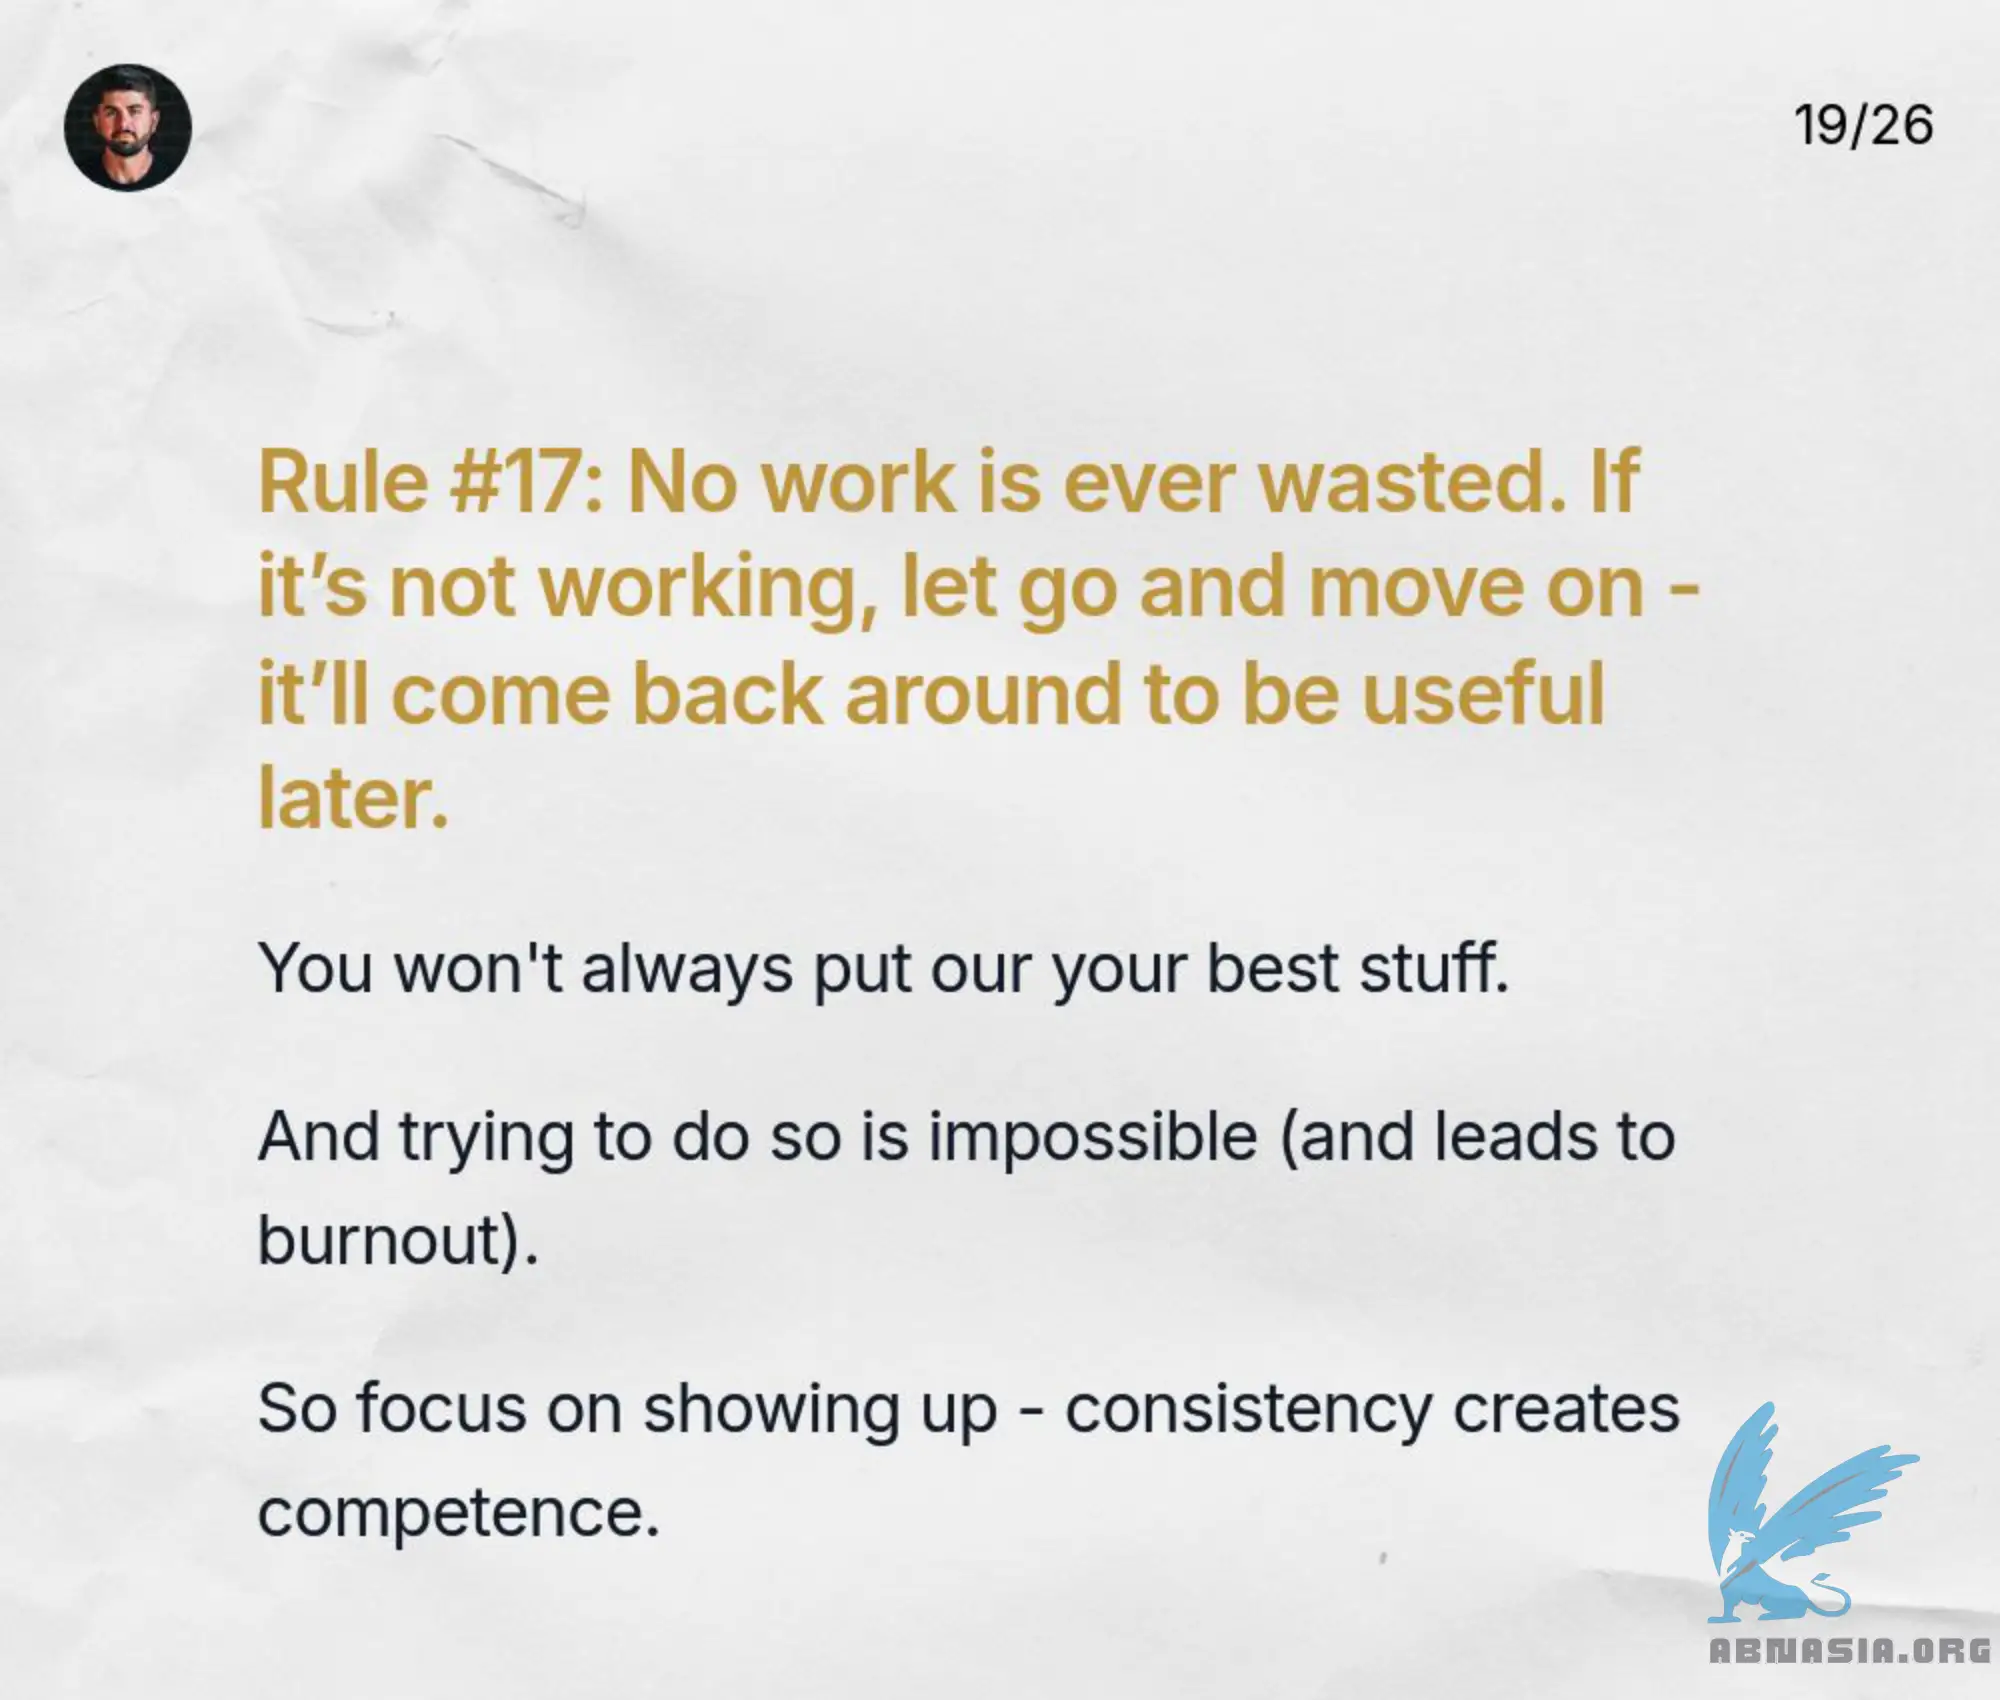 19/26
Rule #17: No work is ever wasted. If
it’s not working, let go and move on -
it’ll come back around to be useful
later.
You won't always put our your best stuff.
And trying to do so is impossible (and leads to
burnout).
So focus on showing up - consistency creates
competence.
ABNASIA.ORG